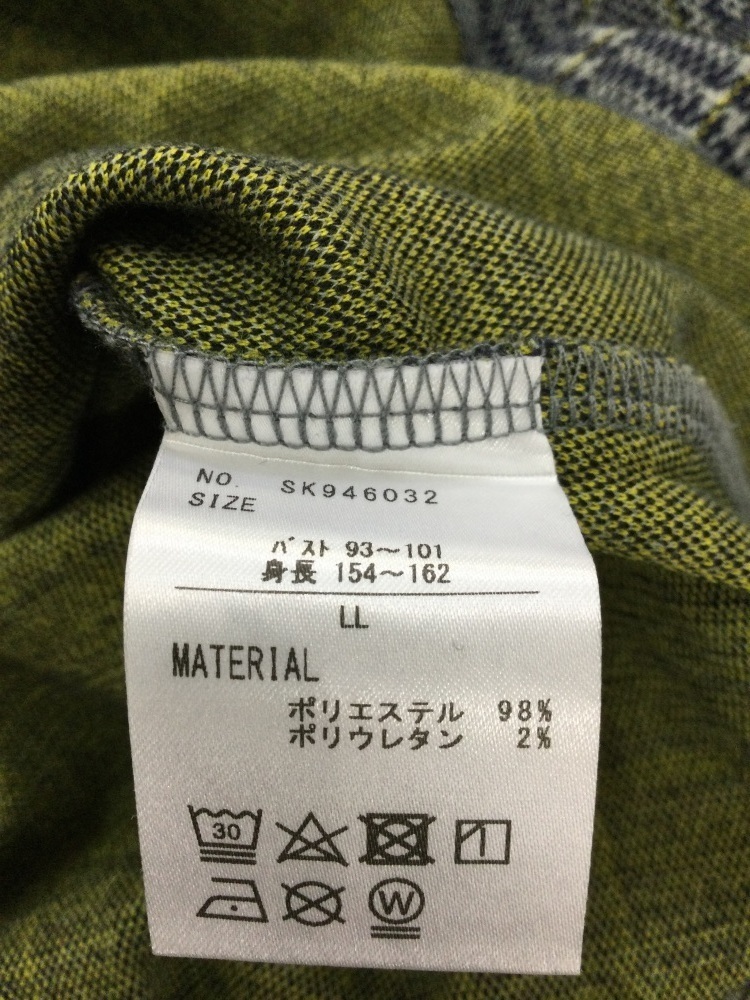 NO. SK946032
SIZE
バスト 93～101
身長 154～162
LL
MATERIAL
ポリエステル 98%
ポリウレタン 2%
30
W